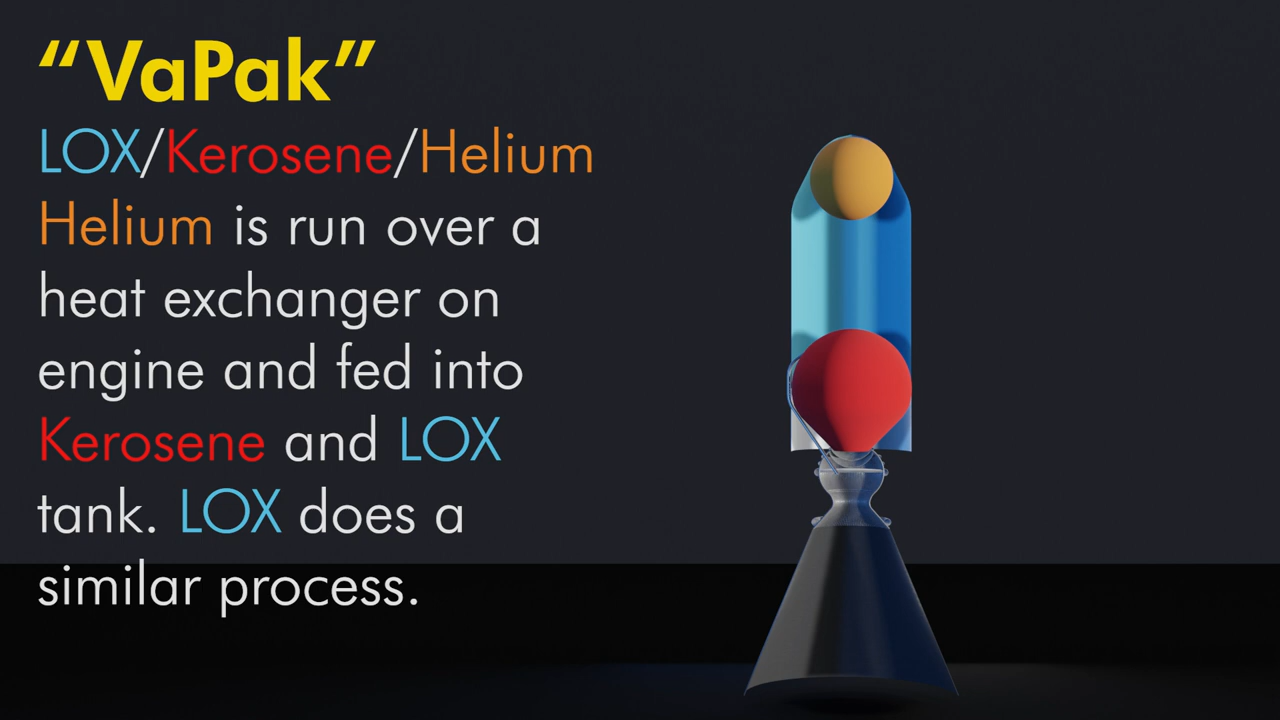 “VaPak”
LOX/Kerosene/Helium
Helium is run over a
heat exchanger on
engine and fed into
Kerosene and LOX
tank. LOX does a
similar process.